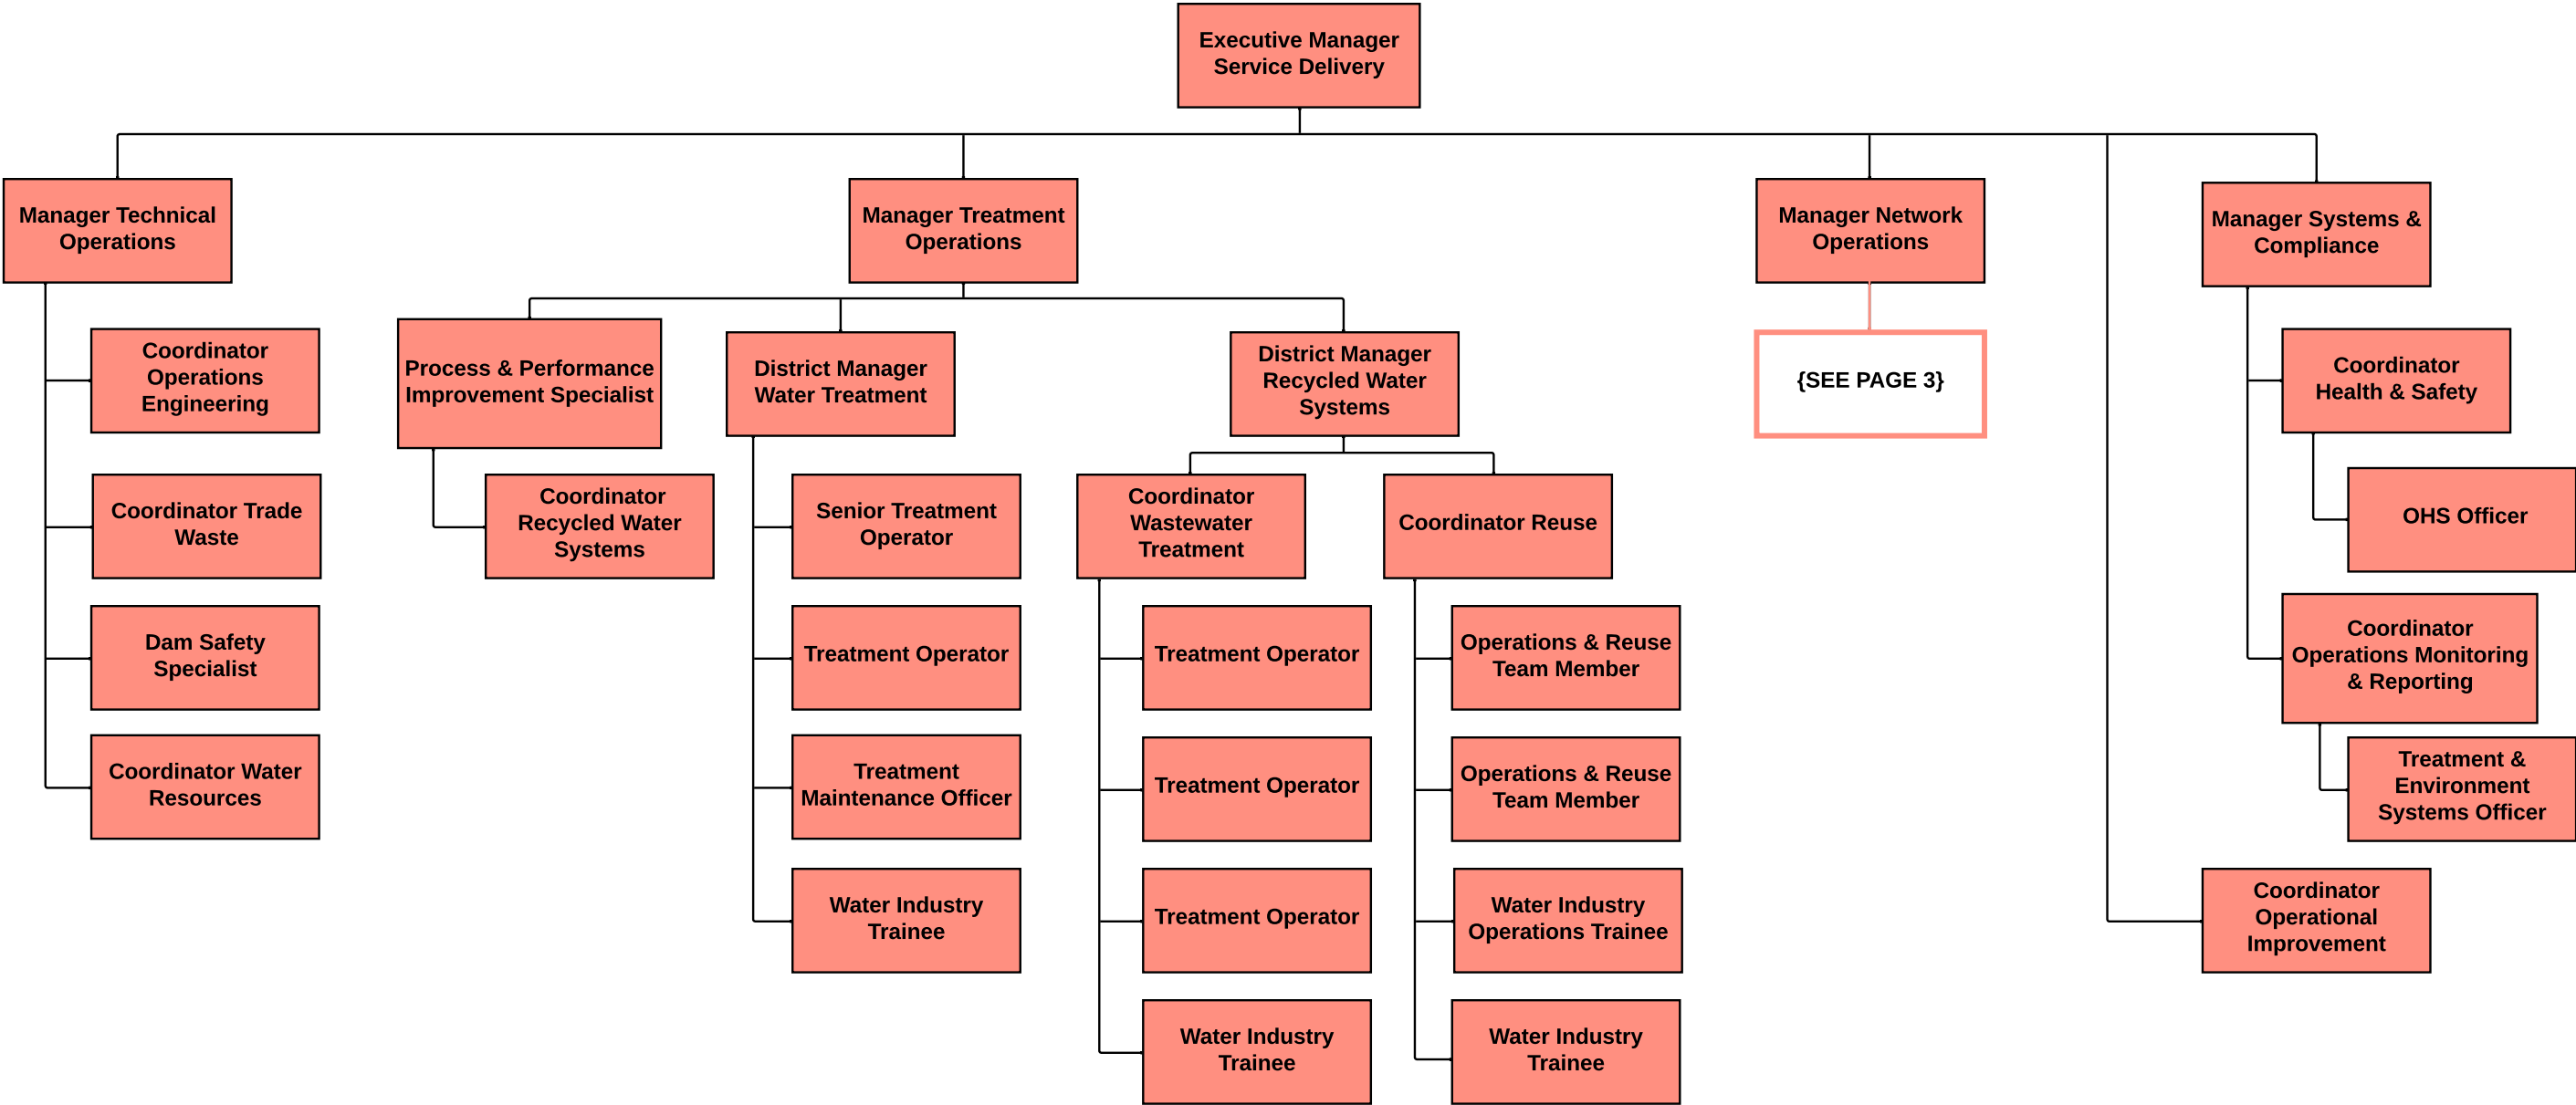 Executive Manager
Service Delivery
Manager Technical
Operations
Manager Treatment
Operations
Manager Network
Operations
Manager Systems &
Compliance
Coordinator
Operations
Engineering
Process & Performance
Improvement Specialist
District Manager
Water Treatment
District Manager
Recycled Water
Systems
{SEE PAGE 3}
Coordinator
Health & Safety
Coordinator Trade
Waste
Coordinator
Recycled Water
Systems
Senior Treatment
Operator
Coordinator
Wastewater
Treatment
Coordinator Reuse
OHS Officer
Dam Safety
Specialist
Treatment Operator
Treatment Operator
Operations & Reuse
Team Member
Coordinator
Operations Monitoring
& Reporting
Coordinator Water
Resources
Treatment
Maintenance Officer
Treatment Operator
Operations & Reuse
Team Member
Treatment &
Environment
Systems Officer
Water Industry
Trainee
Treatment Operator
Water Industry
Operations Trainee
Coordinator
Operational
Improvement
Water Industry
Trainee
Water Industry
Trainee